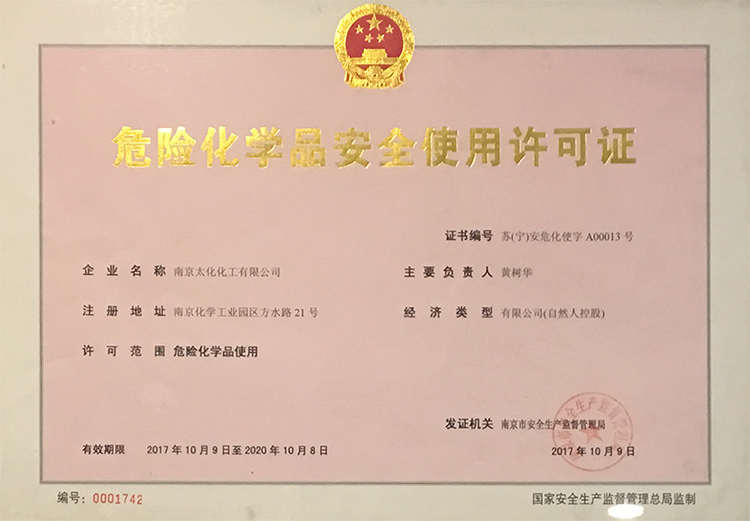 危险化学品安全使用许可证
证书编号 苏(宁)安危化使字 A00013 号
企业名称 南京太化化工有限公司 主要负责人 黄树华
注册地址 南京化学工业园区方水路 21 号 经济类型 有限公司(自然人控股)
许可范围 危险化学品使用
发证机关 南京市安全生产监督管理局
有效期限 2017 年 10 月 9 日至 2020 年 10 月 8 日 2017 年 10 月 9 日
编号: 0001742 国家安全生产监督管理总局监制